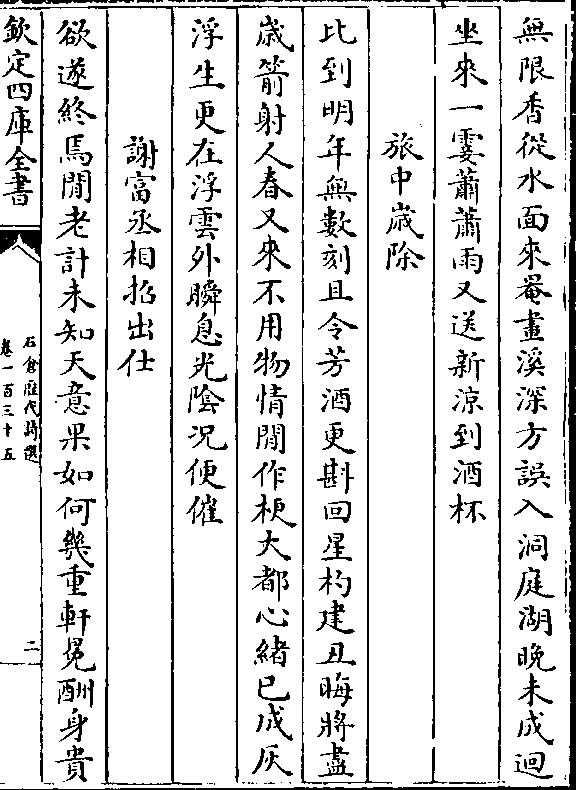 無限香從水面來罨畫溪深方誤入洞庭湖晚未成迴
坐來一霎蕭蕭雨又送新涼到酒杯
旅中歲除
比到明年無數刻且令芳酒更斟回星杓建丑晦將盡
歲箭射人春又來不用物情閒作梗大都心緒已成灰
浮生更在浮雲外瞬息光陰況便催
謝富丞相招出仕
欲遂終焉閒老計未知天意果如何幾重軒冕酬身貴
欽定四庫全書
石倉歷代詩選
卷一百三十五
二